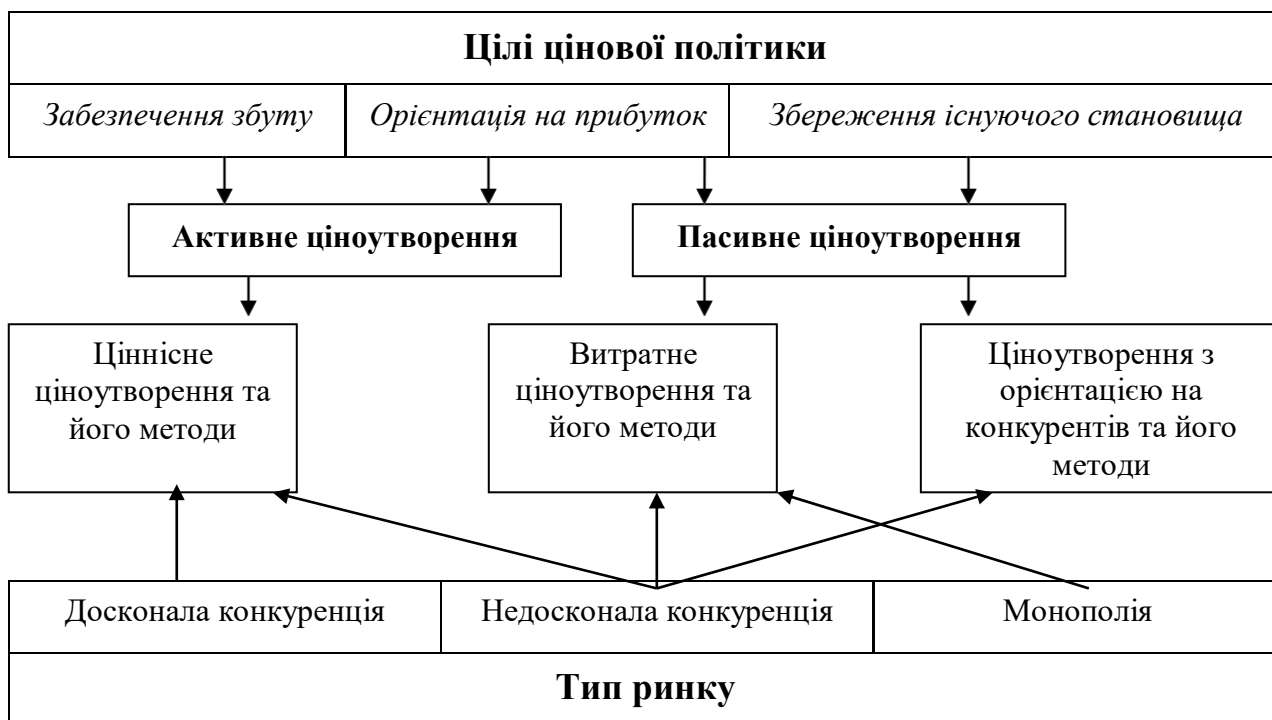 Цілі цінової політики
Забезпечення збуту
Орієнтація на прибуток
Збереження існуючого становища
Активне ціноутворення
Пасивне ціноутворення
Ціннісне
ціноутворення та
його методи
Витратне
ціноутворення та
його методи
Ціноутворення з
орієнтацією на
конкурентів та його
методи
Досконала конкуренція
Недосконала конкуренція
Монополія
Тип ринку